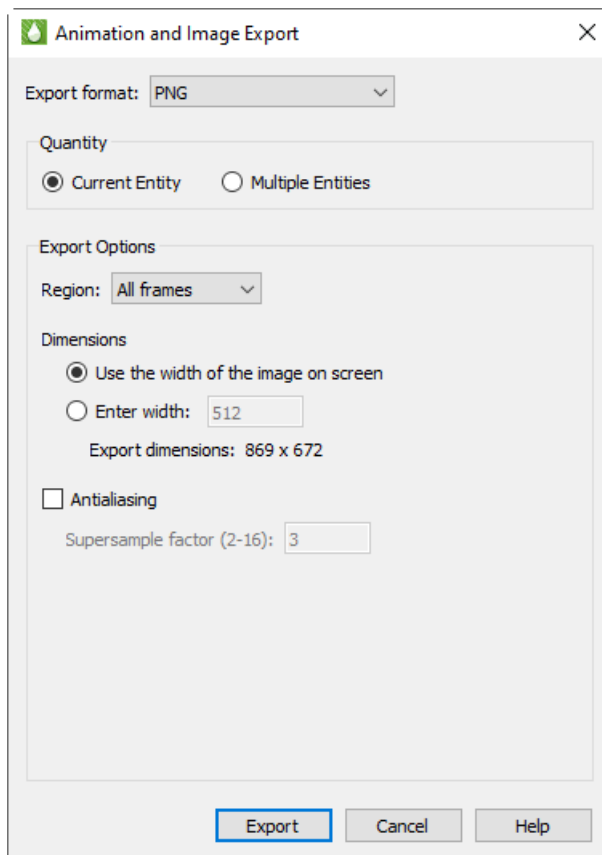 Animation and Image Export
Export format: PNG
Quantity
Current Entity Multiple Entities
Export Options
Region: All frames
Dimensions
Use the width of the image on screen
Enter width: 512
Export dimensions: 869 x 672
Antialiasing
Supersample factor (2-16): 3
Export Cancel Help